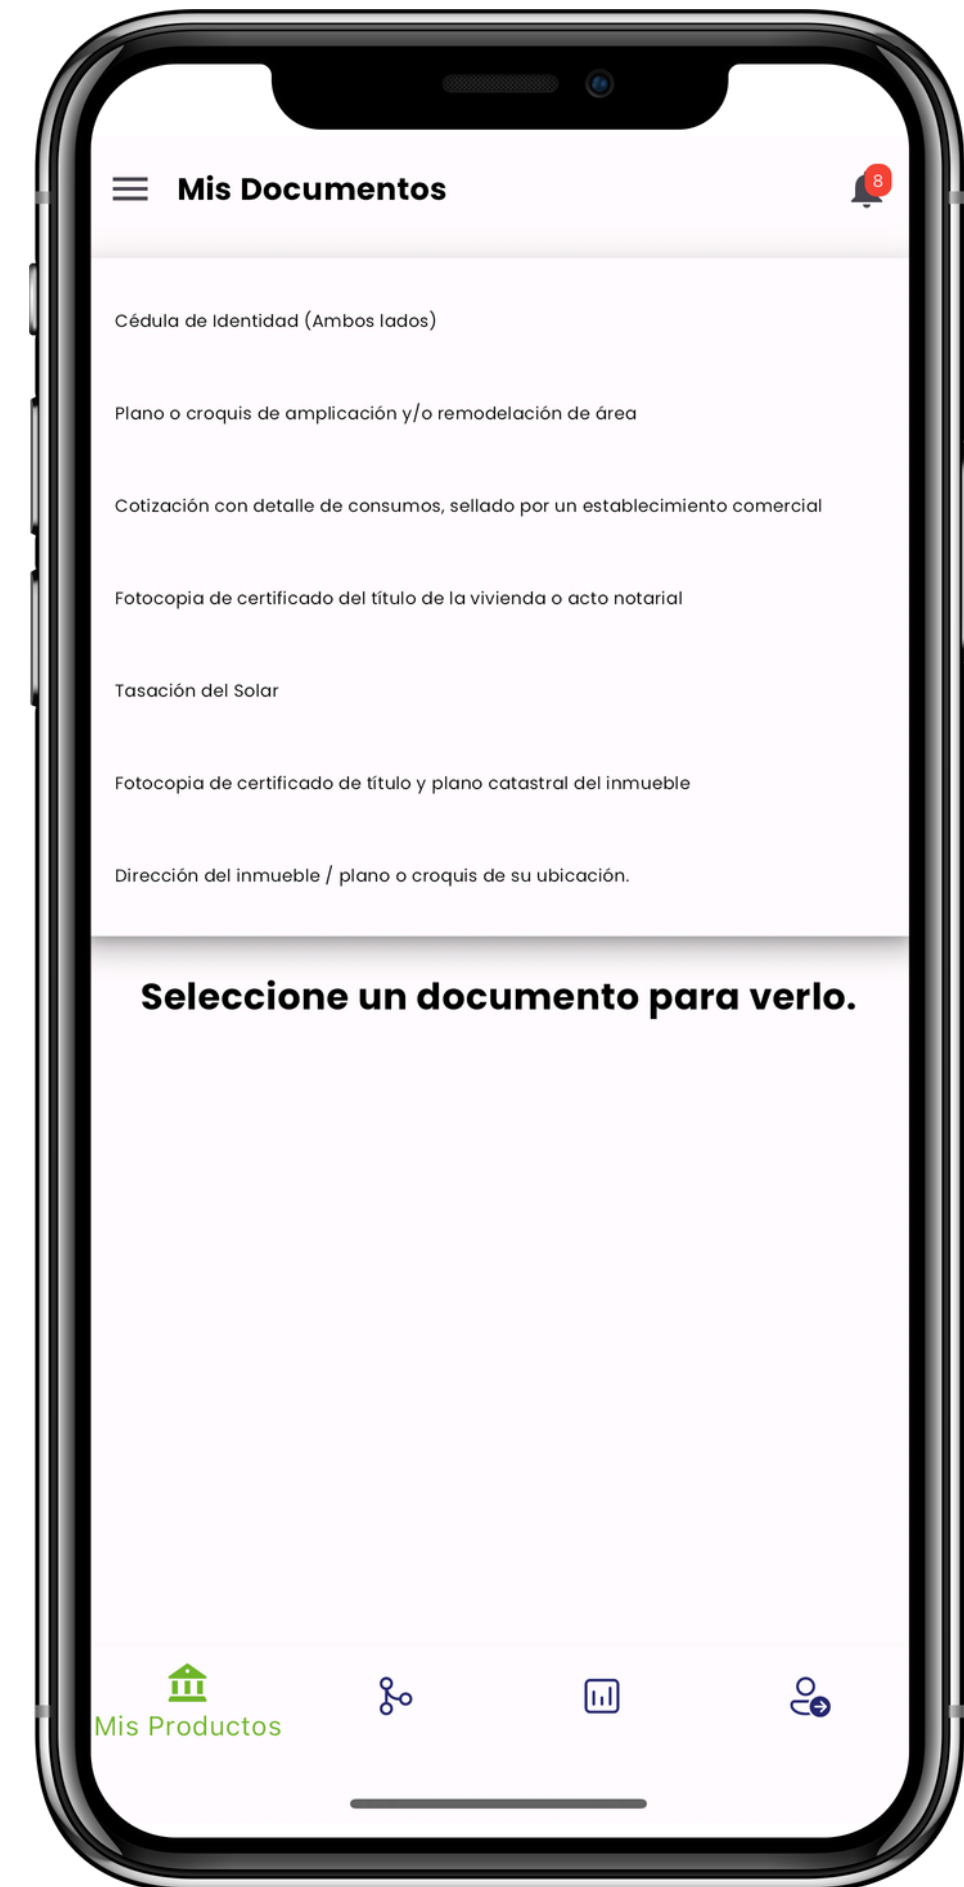 Mis Documentos
8
Cédula de Identidad (Ambos lados)
Plano o croquis de amplicación y/o remodelación de área
Cotización con detalle de consumos, sellado por un establecimiento comercial
Fotocopia de certificado del título de la vivienda o acto notarial
Tasación del Solar
Fotocopia de certificado de título y plano catastral del inmueble
Dirección del inmueble / plano o croquis de su ubicación.
Seleccione un documento para verlo.
Mis Productos